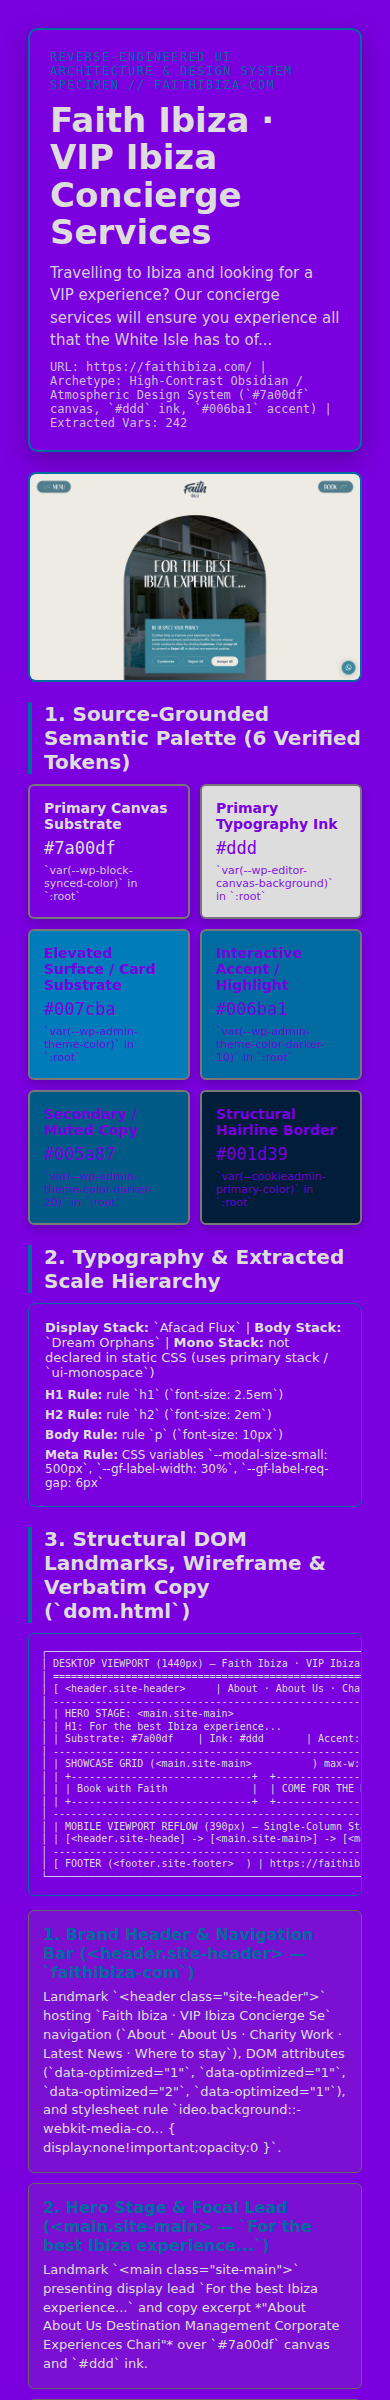 REVERSE-ENGINEERED UI
ARCHITECTURE & DESIGN SYSTEM
SPECIMEN // FAITHIBIZA-COM
Faith Ibiza ·
VIP Ibiza
Concierge
Services
Travelling to Ibiza and looking for a
VIP experience? Our concierge
services will ensure you experience all
that the White Isle has to of...
URL: https://faithibiza.com/ |
Archetype: High-Contrast Obsidian /
Atmospheric Design System (`#7a00df`
canvas, `#ddd` ink, `#006ba1` accent) |
Extracted Vars: 242
MENU
Faith
BOOK
FOR THE BEST
IBIZA EXPERIENCE...
WE RESPECT YOUR PRIVACY
Customize
Reject All
Accept All
1. Source-Grounded
Semantic Palette (6 Verified
Tokens)
Primary Canvas
Substrate
#7a00df
`var(--wp-block-
synced-color)` in
`:root`
Primary
Typography Ink
#ddd
`var(--wp-editor-
canvas-background)`
in `:root`
Elevated
Surface / Card
Substrate
#007cba
`var(--wp-admin-
theme-color)` in
`:root`
Interactive
Accent /
Highlight
#006ba1
`var(--wp-admin-
theme-color-darker-
10)` in `:root`
Secondary /
Muted Copy
#005a87
`var(--wp-admin-
theme-color-darker-
20)` in `:root`
Structural
Hairline Border
#001d39
`var(--cookieadmin-
primary-color)` in
`:root`
2. Typography & Extracted
Scale Hierarchy
Display Stack: `Afacad Flux` | Body Stack:
`Dream Orphans` | Mono Stack: not
declared in static CSS (uses primary stack /
`ui-monospace`)
H1 Rule: rule `h1` (`font-size: 2.5em`)
H2 Rule: rule `h2` (`font-size: 2em`)
Body Rule: rule `p` (`font-size: 10px`)
Meta Rule: CSS variables `--modal-size-small:
500px`, `--gf-label-width: 30%`, `--gf-label-req-
gap: 6px`
3. Structural DOM
Landmarks, Wireframe &
Verbatim Copy
(`dom.html`)
DESKTOP VIEWPORT (1440px) — Faith Ibiza · VIP Ibiza
[ <header.site-header> | About · About Us · Cha
| HERO STAGE: <main.site-main>
| H1: For the best Ibiza experience...
| Substrate: #7a00df | Ink: #ddd | Accent:
| SHOWCASE GRID (<main.site-main> ) max-w:
| | Book with Faith | | COME FOR THE
| MOBILE VIEWPORT REFLOW (390px) — Single-Column St
| [<header.site-heade] -> [<main.site-main>] -> [<m
[ FOOTER (<footer.site-footer> ) | https://faithib
1. Brand Header & Navigation
Bar (<header.site-header> —
`faithibiza-com`)
Landmark `<header class="site-header">`
hosting `Faith Ibiza · VIP Ibiza Concierge Se`
navigation (`About · About Us · Charity Work ·
Latest News · Where to stay`), DOM attributes
(`data-optimized="1"`, `data-optimized="1"`,
`data-optimized="2"`, `data-optimized="1"`),
and stylesheet rule `ideo.background::-
webkit-media-co... {
display:none!important;opacity:0 }`.
2. Hero Stage & Focal Lead
(<main.site-main> — `For the
best Ibiza experience...`)
Landmark `<main class="site-main">`
presenting display lead `For the best Ibiza
experience...` and copy excerpt *"About
About Us Destination Management Corporate
Experiences Chari"* over `#7a00df` canvas
and `#ddd` ink.